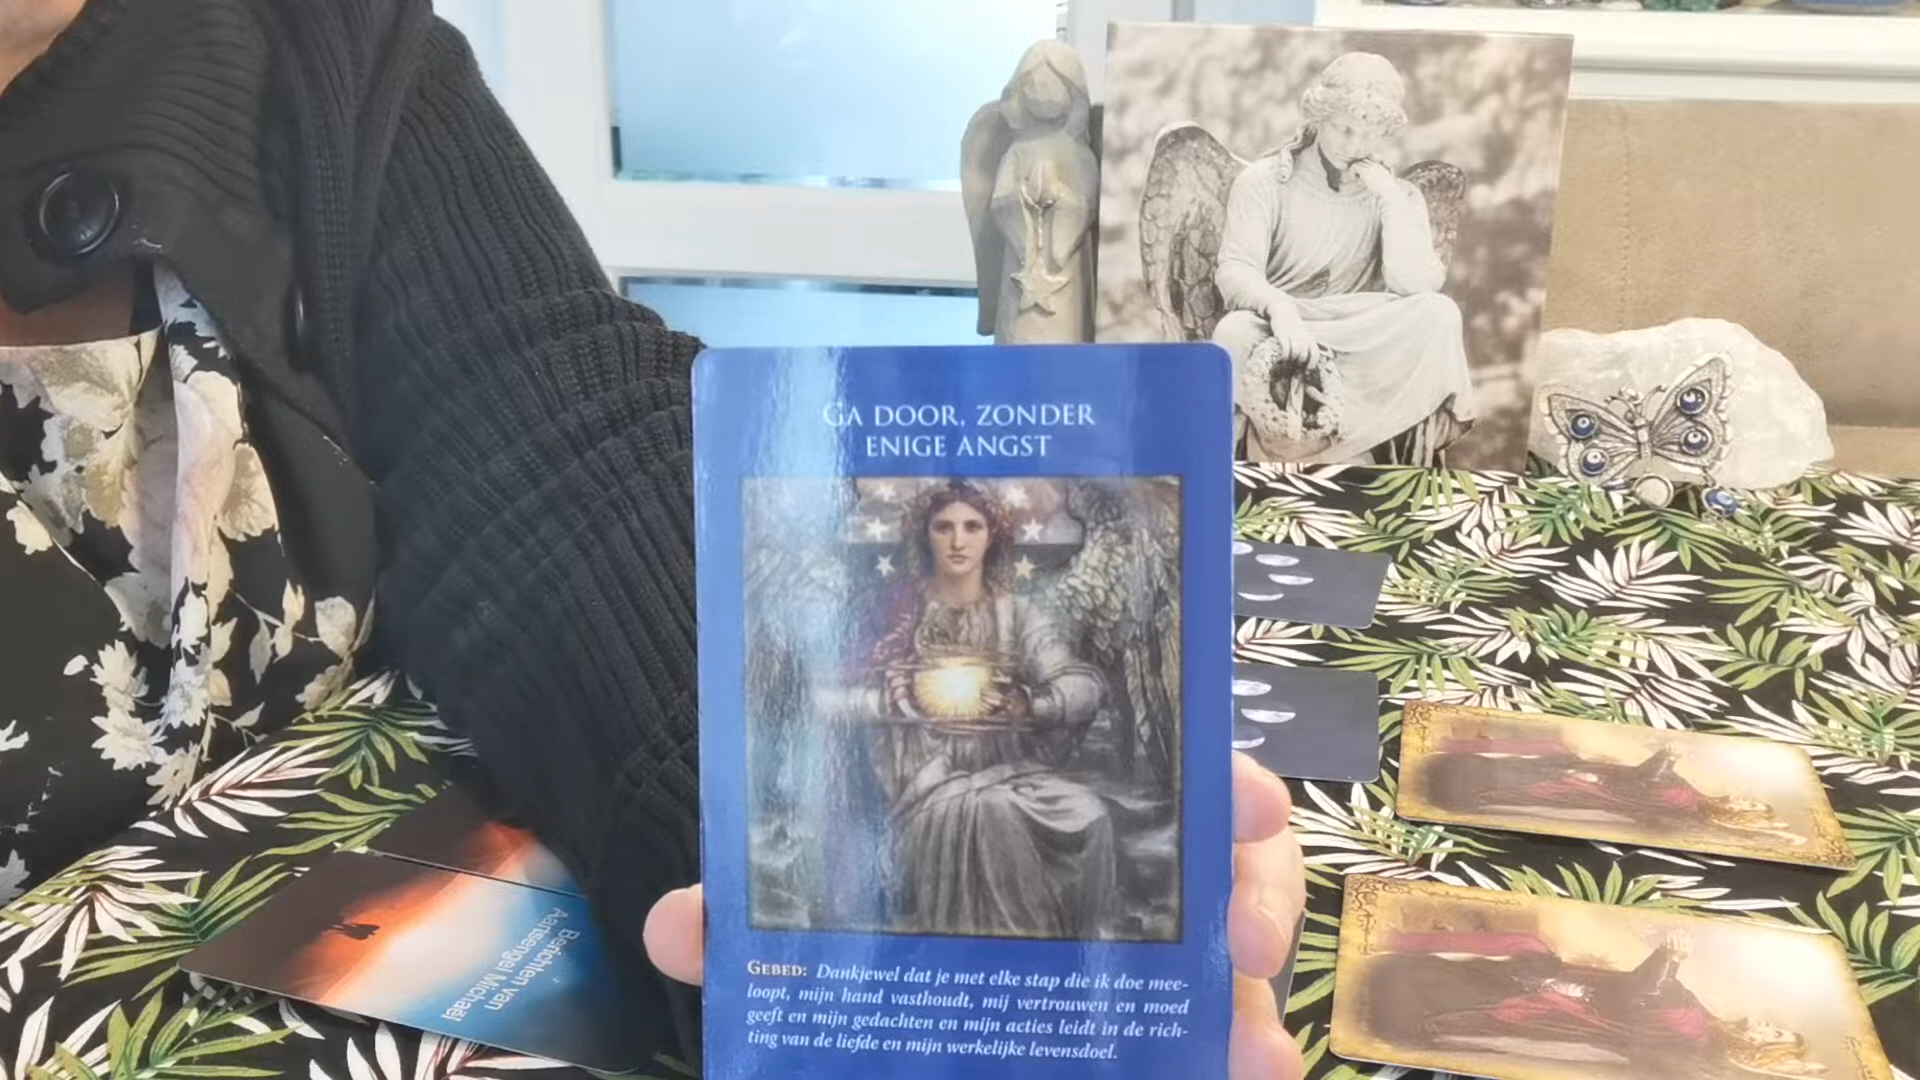 GA DOOR, ZONDER
ENIGE ANGST
GEBED: Dankjewel dat je met elke stap die ik doe mee-
loopt, mijn hand vasthoudt, mij vertrouwen en moed
geeft en mijn gedachten en mijn acties leidt in de rich-
ting van de liefde en mijn werkelijke levensdoel.
Berichten van
Aartsengel Michaël